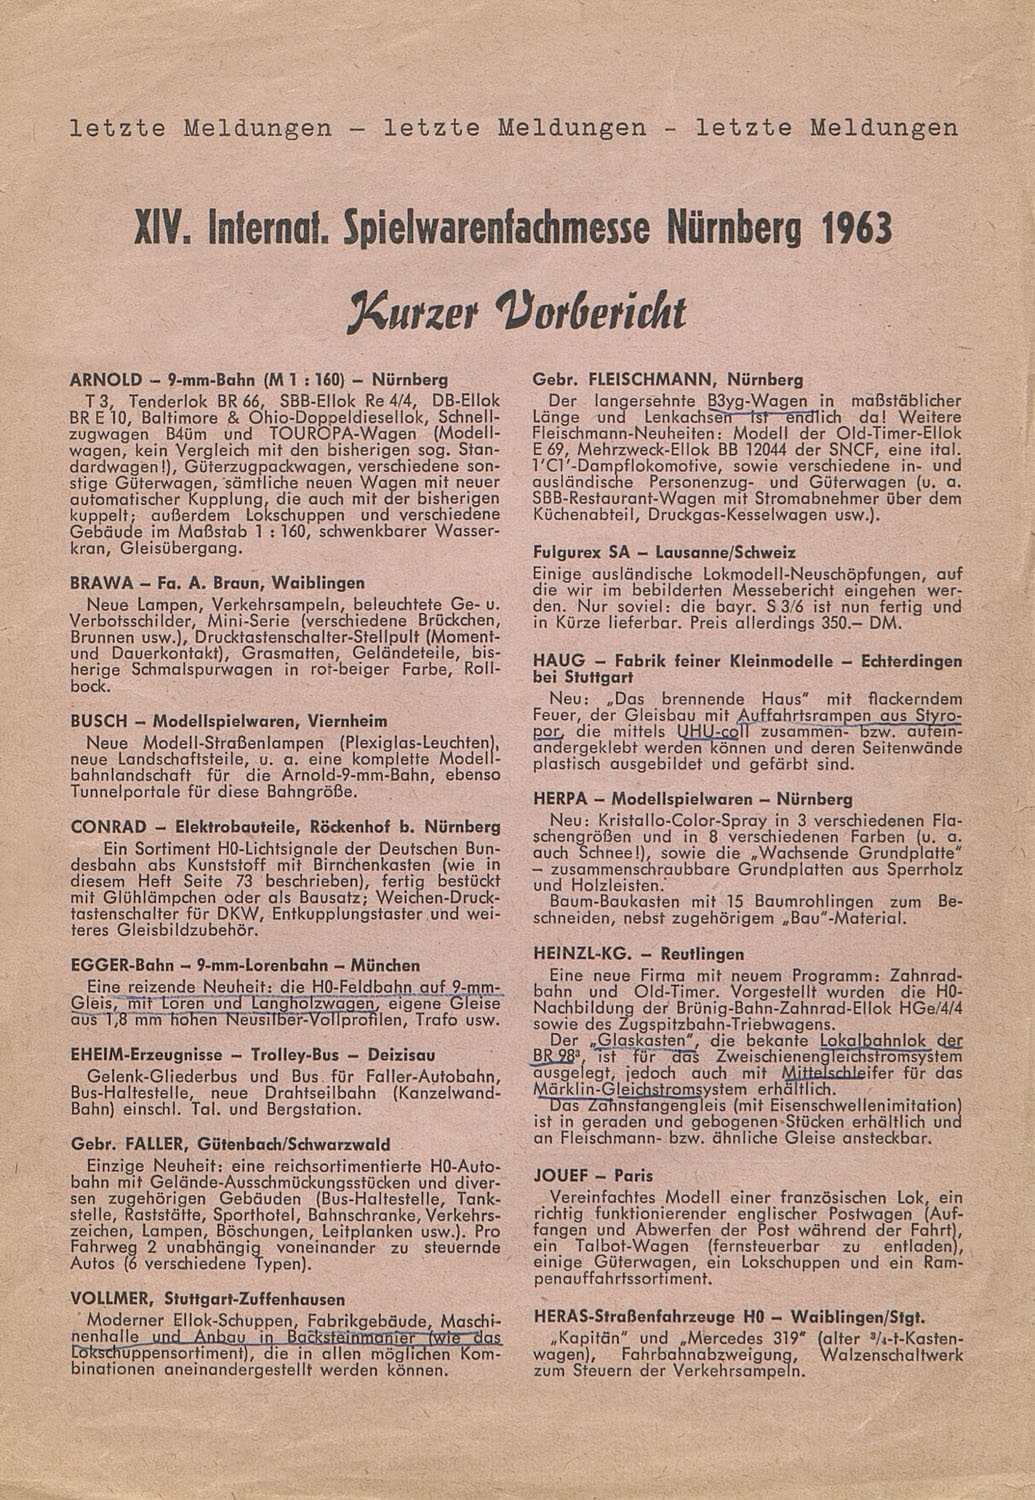 letzte Meldungen – letzte Meldungen – letzte Meldungen
XIV. Internat. Spielwarenfachmesse Nürnberg 1963
Kurzer Vorbericht
ARNOLD – 9-mm-Bahn (M 1 : 160) – Nürnberg
T 3, Tenderlok BR 66, SBB-Ellok Re 4/4, DB-Ellok
BR E 10, Baltimore & Ohio-Doppeldiesellok, Schnell-
zugwagen B4üm und TOUROPA-Wagen (Modell-
wagen, kein Vergleich mit den bisherigen sog. Stan-
dardwagen!), Güterzugpackwagen, verschiedene son-
stige Güterwagen, sämtliche neuen Wagen mit neuer
automatischer Kupplung, die auch mit der bisherigen
kuppelt; außerdem Lokschuppen und verschiedene
Gebäude im Maßstab 1 : 160, schwenkbarer Wasser-
kran, Gleisübergang.
BRAWA – Fa. A. Braun, Waiblingen
Neue Lampen, Verkehrsampeln, beleuchtete Ge- u.
Verbotsschilder, Mini-Serie (verschiedene Brückchen,
Brunnen usw.), Drucktastenschalter-Stellpult (Moment-
und Dauerkontakt), Grasmatten, Geländeteile, bis-
herige Schmalspurwagen in rot-beiger Farbe, Roll-
bock.
BUSCH – Modellspielwaren, Viernheim
Neue Modell-Straßenlampen (Plexiglas-Leuchten),
neue Landschaftsteile, u. a. eine komplette Modell-
bahnlandschaft für die Arnold-9-mm-Bahn, ebenso
Tunnelportale für diese Bahngröße.
CONRAD – Elektrobauteile, Röckenhof b. Nürnberg
Ein Sortiment H0-Lichtsignale der Deutschen Bun-
desbahn abs Kunststoff mit Birnchenkasten (wie in
diesem Heft Seite 73 beschrieben), fertig bestückt
mit Glühlämpchen oder als Bausatz; Weichen-Druck-
tastenschalter für DKW, Entkupplungstaster und wei-
teres Gleisbildzubehör.
EGGER-Bahn – 9-mm-Lorenbahn – München
Eine reizende Neuheit: die H0-Feldbahn auf 9-mm-
Gleis, mit Loren und Langholzwagen, eigene Gleise
aus 1,8 mm hohen Neusilber-Vollprofilen, Trafo usw.
EHEIM-Erzeugnisse – Trolley-Bus – Deizisau
Gelenk-Gliederbus und Bus für Faller-Autobahn,
Bus-Haltestelle, neue Drahtseilbahn (Kanzelwand-
Bahn) einschl. Tal. und Bergstation.
Gebr. FALLER, Gütenbach/Schwarzwald
Einzige Neuheit: eine reichsortimentierte H0-Auto-
bahn mit Gelände-Ausschmückungsstücken und diver-
sen zugehörigen Gebäuden (Bus-Haltestelle, Tank-
stelle, Raststätte, Sporthotel, Bahnschranke, Verkehrs-
zeichen, Lampen, Böschungen, Leitplanken usw.). Pro
Fahrweg 2 unabhängig voneinander zu steuernde
Autos (6 verschiedene Typen).
VOLLMER, Stuttgart-Zuffenhausen
Moderner Ellok-Schuppen, Fabrikgebäude, Maschi-
nenhalle und Anbau in Backsteinmanier (wie das
Lokschuppensortiment), die in allen möglichen Kom-
binationen aneinandergestellt werden können.
Gebr. FLEISCHMANN, Nürnberg
Der langersehnte B3yg-Wagen in maßstäblicher
Länge und Lenkachsen ist endlich da! Weitere
Fleischmann-Neuheiten: Modell der Old-Timer-Ellok
E 69, Mehrzweck-Ellok BB 12044 der SNCF, eine ital.
1'C1'-Dampflokomotive, sowie verschiedene in- und
ausländische Personenzug- und Güterwagen (u. a.
SBB-Restaurant-Wagen mit Stromabnehmer über dem
Küchenabteil, Druckgas-Kesselwagen usw.).
Fulgurex SA – Lausanne/Schweiz
Einige ausländische Lokmodell-Neuschöpfungen, auf
die wir im bebilderten Messebericht eingehen wer-
den. Nur soviel: die bayr. S 3/6 ist nun fertig und
in Kürze lieferbar. Preis allerdings 350.– DM.
HAUG – Fabrik feiner Kleinmodelle – Echterdingen
bei Stuttgart
Neu: „Das brennende Haus" mit flackerndem
Feuer, der Gleisbau mit Auffahrtsrampen aus Styro-
por, die mittels UHU-coll zusammen- bzw. aufein-
andergeklebt werden können und deren Seitenwände
plastisch ausgebildet und gefärbt sind.
HERPA – Modellspielwaren – Nürnberg
Neu: Kristallo-Color-Spray in 3 verschiedenen Fla-
schengrößen und in 8 verschiedenen Farben (u. a.
auch Schnee!), sowie die „Wachsende Grundplatte"
– zusammenschraubbare Grundplatten aus Sperrholz
und Holzleisten.
Baum-Baukasten mit 15 Baumrohlingen zum Be-
schneiden, nebst zugehörigem „Bau"-Material.
HEINZL-KG. – Reutlingen
Eine neue Firma mit neuem Programm: Zahnrad-
bahn und Old-Timer. Vorgestellt wurden die H0-
Nachbildung der Brünig-Bahn-Zahnrad-Ellok HGe/4/4
sowie des Zugspitzbahn-Triebwagens.
Der „Glaskasten", die bekante Lokalbahnlok der
BR 98³, ist für das Zweischienengleichstromsystem
ausgelegt, jedoch auch mit Mittelschleifer für das
Märklin-Gleichstromsystem erhältlich.
Das Zahnstangengleis (mit Eisenschwellenimitation)
ist in geraden und gebogenen Stücken erhältlich und
an Fleischmann- bzw. ähnliche Gleise ansteckbar.
JOUEF – Paris
Vereinfachtes Modell einer französischen Lok, ein
richtig funktionierender englischer Postwagen (Auf-
fangen und Abwerfen der Post während der Fahrt),
ein Talbot-Wagen (fernsteuerbar zu entladen),
einige Güterwagen, ein Lokschuppen und ein Ram-
penauffahrtssortiment.
HERAS-Straßenfahrzeuge H0 – Waiblingen/Stgt.
„Kapitän" und „Mercedes 319" (alter ³/₄-t-Kasten-
wagen), Fahrbahnabzweigung, Walzenschaltwerk
zum Steuern der Verkehrsampeln.